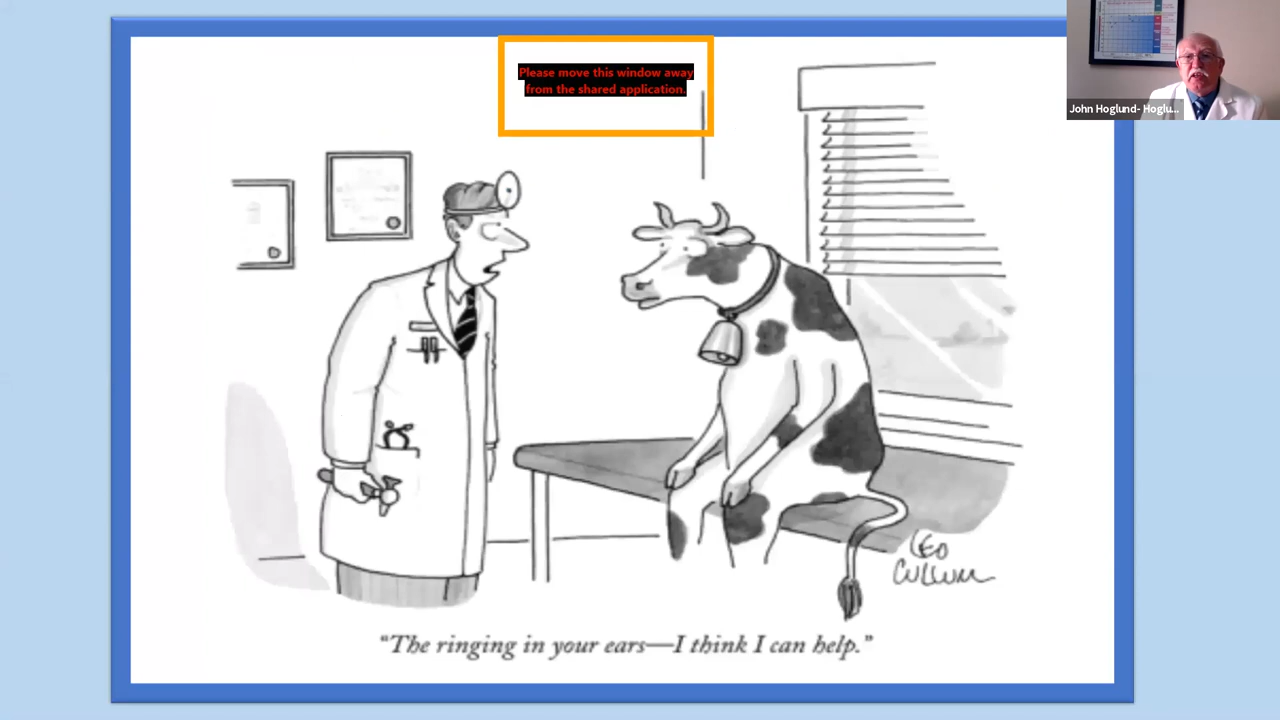 Please move this window away
from the shared application.
John Hoglund- Hoglu...
LEO
CULLUM
“The ringing in your ears—I think I can help.”